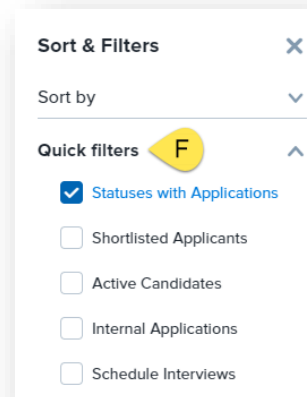 Sort & Filters
Sort by
Quick filters F
Statuses with Applications
Shortlisted Applicants
Active Candidates
Internal Applications
Schedule Interviews